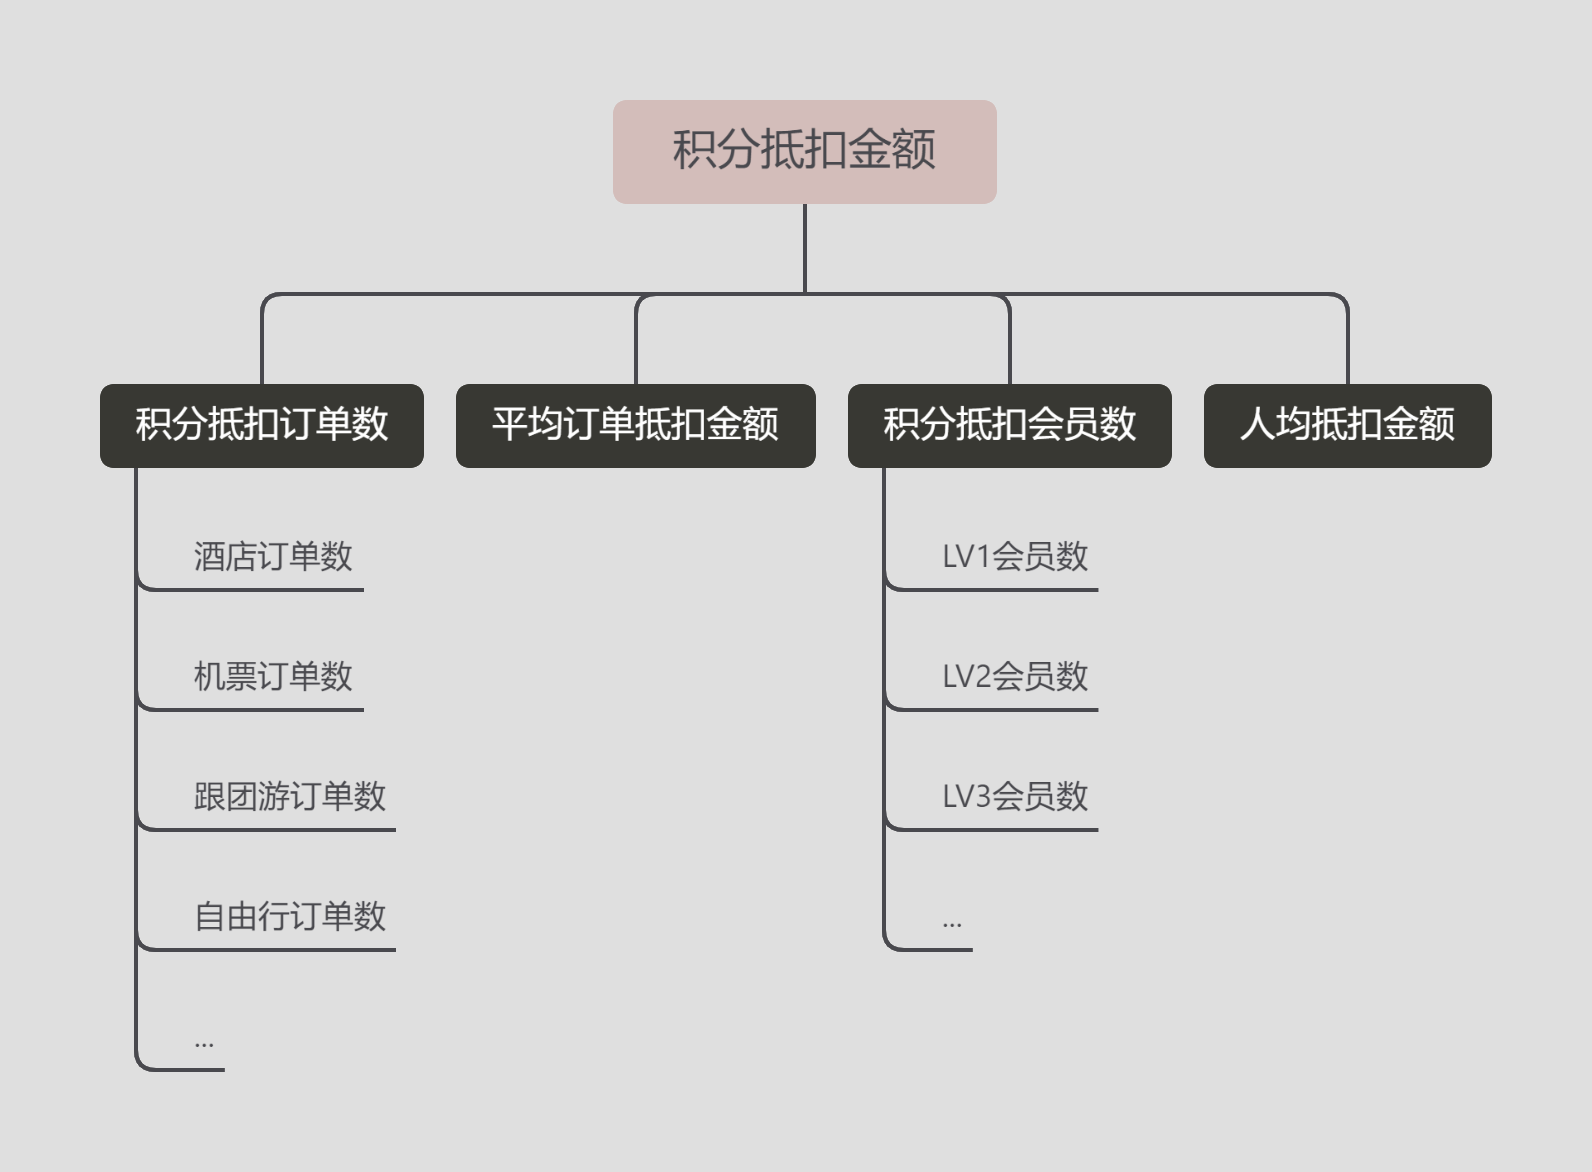 积分抵扣金额
积分抵扣订单数
平均订单抵扣金额
积分抵扣会员数
人均抵扣金额
酒店订单数
机票订单数
跟团游订单数
自由行订单数
...
LV1会员数
LV2会员数
LV3会员数
...